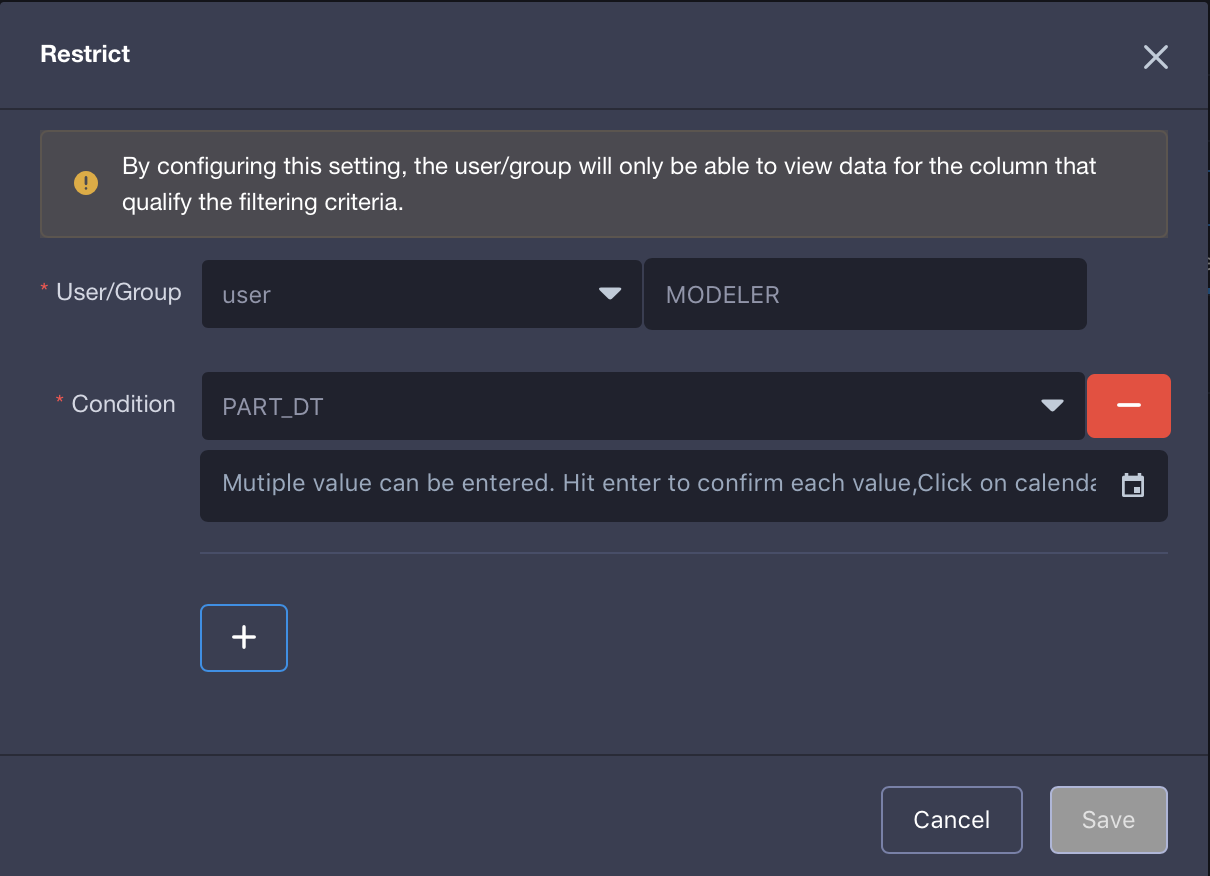 Restrict
By configuring this setting, the user/group will only be able to view data for the column that
qualify the filtering criteria.
* User/Group user MODELER
* Condition PART_DT
Mutiple value can be entered. Hit enter to confirm each value,Click on
Cancel Save